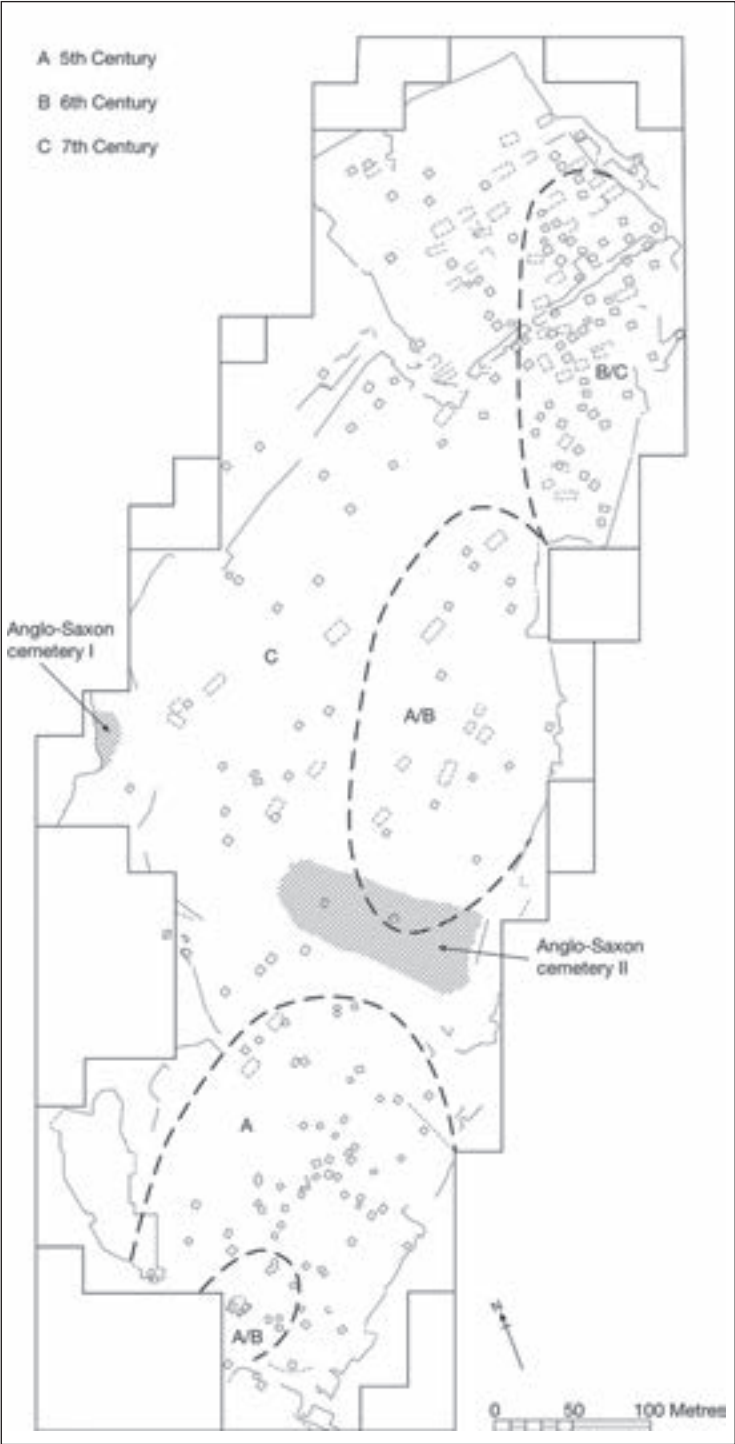 A 5th Century
B 6th Century
C 7th Century
B/C
Anglo-Saxon
cemetery I
C
A/B
Anglo-Saxon
cemetery II
A
A/B
N
0 50 100 Metres